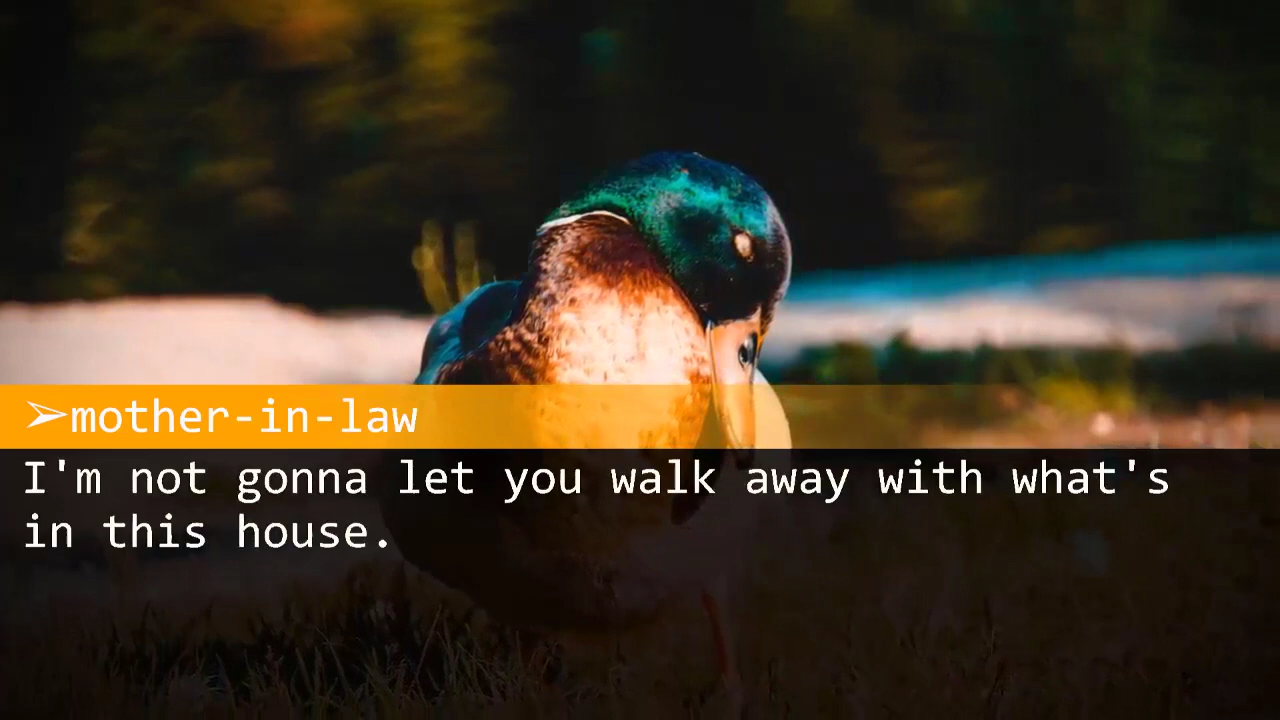 ➢mother-in-law
I'm not gonna let you walk away with what's
in this house.